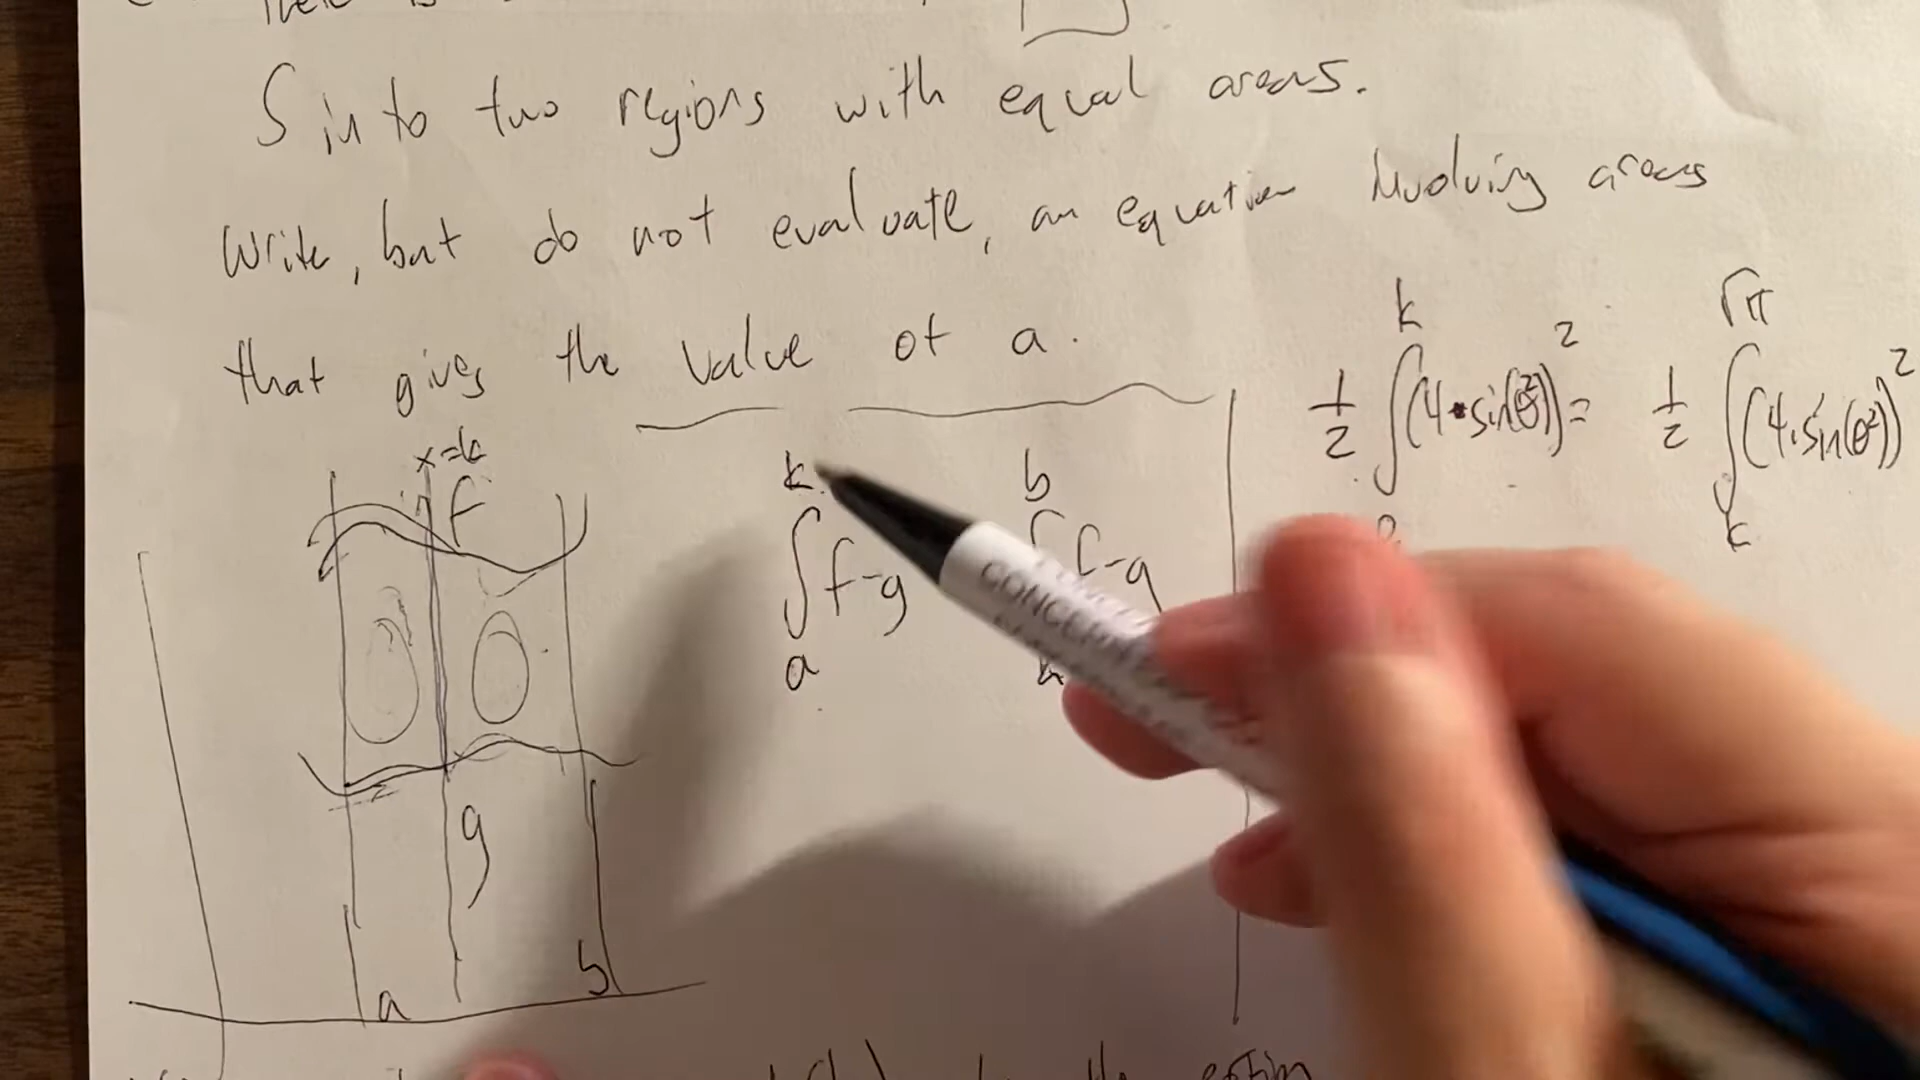 S into two regions with equal areas.
Write, but do not evaluate, an equation involving areas
that gives the value of a.
x=k
f
g
a
b
k
∫ f-g
a
b
∫ f-g
k
1/2 ∫ (4·sin(θ²))² =
k
1/2 ∫ (4·sin(θ²))²
√π
k
CONCER